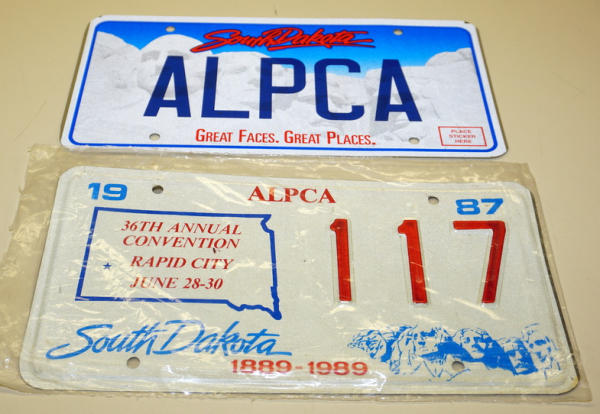 South Dakota
ALPCA
GREAT FACES. GREAT PLACES.
PLACE
STICKER
HERE
19 ALPCA 87
36TH ANNUAL
CONVENTION
RAPID CITY
JUNE 28-30
117
South Dakota
1889-1989